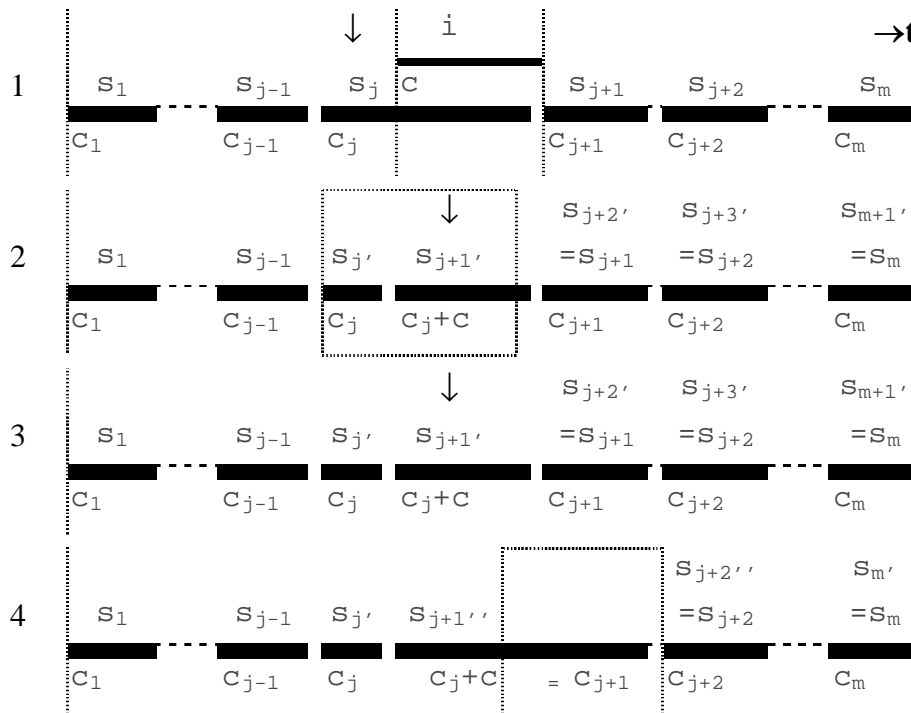 ↓ i →t
1 s₁ sⱼ₋₁ sⱼ c sⱼ₊₁ sⱼ₊₂ sₘ
c₁ cⱼ₋₁ cⱼ cⱼ₊₁ cⱼ₊₂ cₘ
↓ sⱼ₊₂' sⱼ₊₃' sₘ₊₁'
2 s₁ sⱼ₋₁ sⱼ' sⱼ₊₁' =sⱼ₊₁ =sⱼ₊₂ =sₘ
c₁ cⱼ₋₁ cⱼ cⱼ+c cⱼ₊₁ cⱼ₊₂ cₘ
↓ sⱼ₊₂' sⱼ₊₃' sₘ₊₁'
3 s₁ sⱼ₋₁ sⱼ' sⱼ₊₁' =sⱼ₊₁ =sⱼ₊₂ =sₘ
c₁ cⱼ₋₁ cⱼ cⱼ+c cⱼ₊₁ cⱼ₊₂ cₘ
sⱼ₊₂'' sₘ'
4 s₁ sⱼ₋₁ sⱼ' sⱼ₊₁'' =sⱼ₊₂ =sₘ
c₁ cⱼ₋₁ cⱼ cⱼ+c = cⱼ₊₁ cⱼ₊₂ cₘ